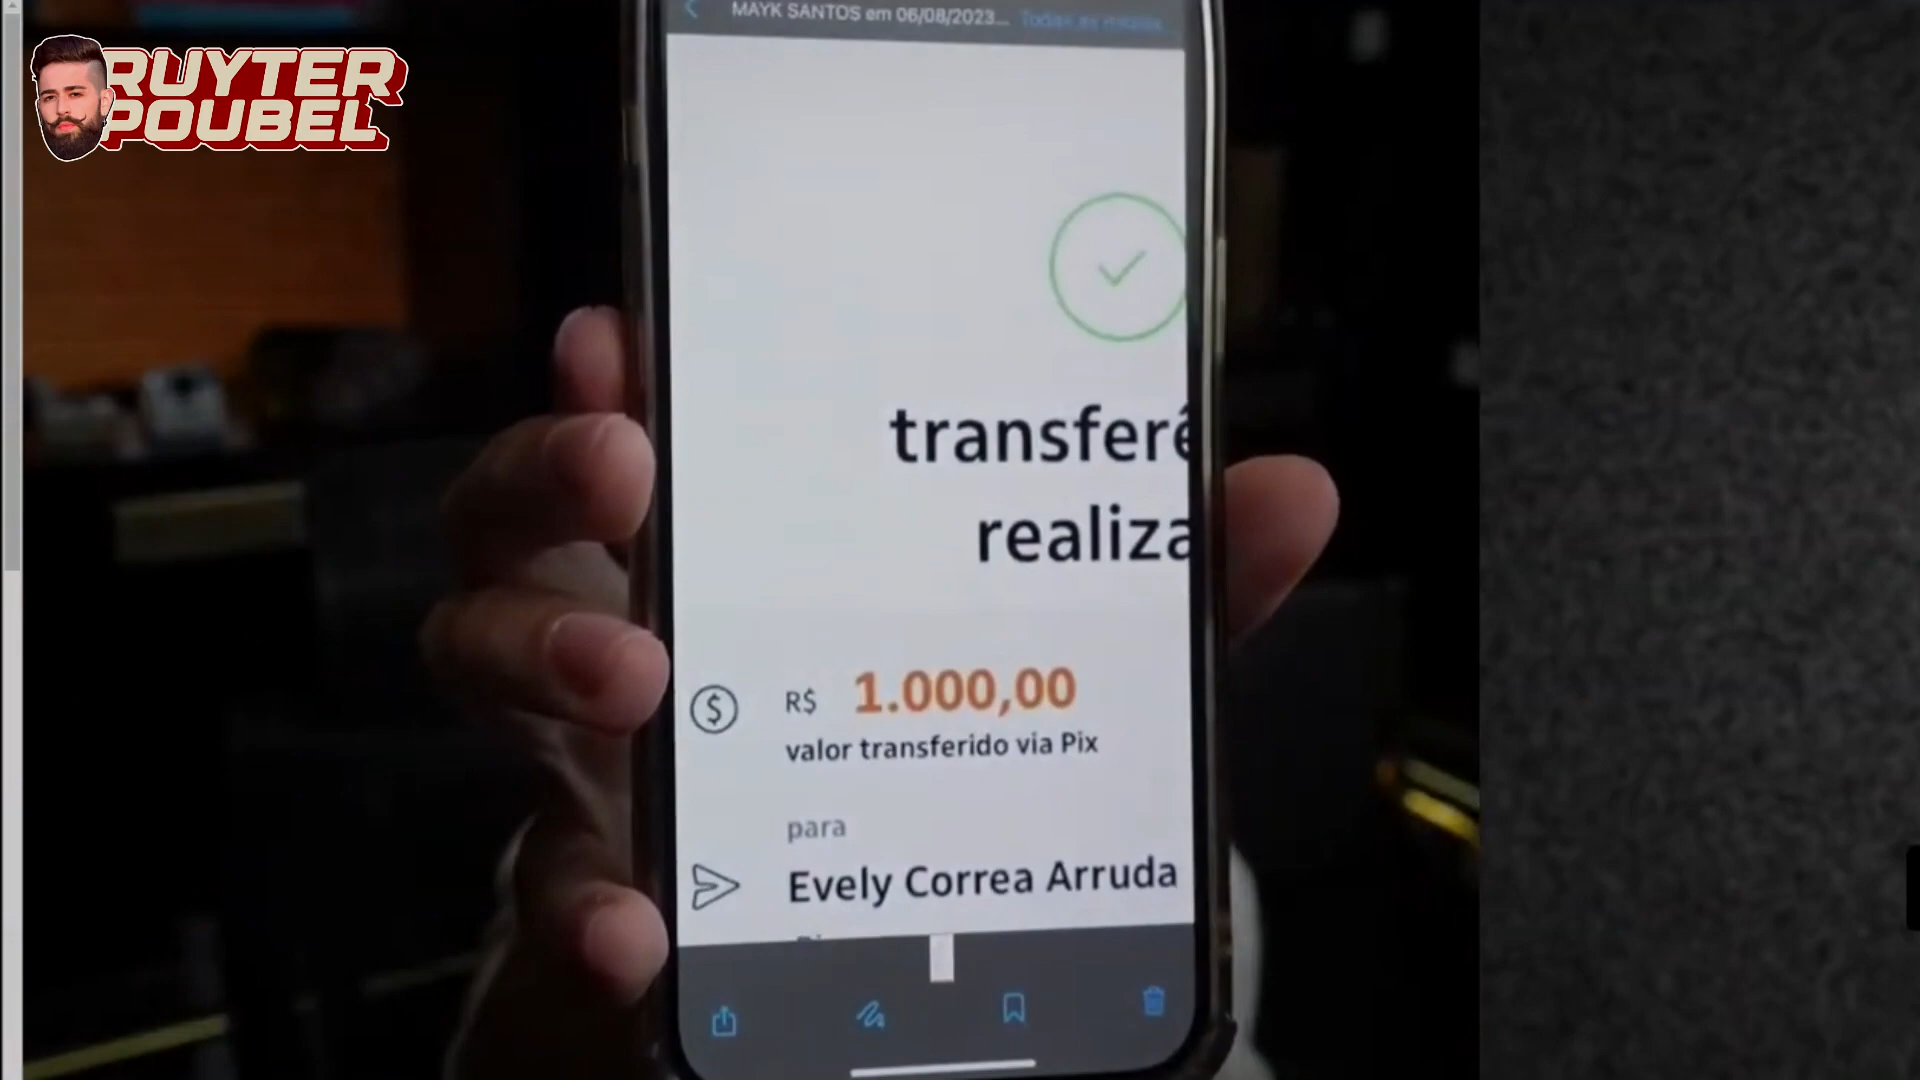 RUYTER
POUBEL
MAYK SANTOS em 06/08/2023...
transferê
realiza
R$ 1.000,00
valor transferido via Pix
para
Evely Correa Arruda